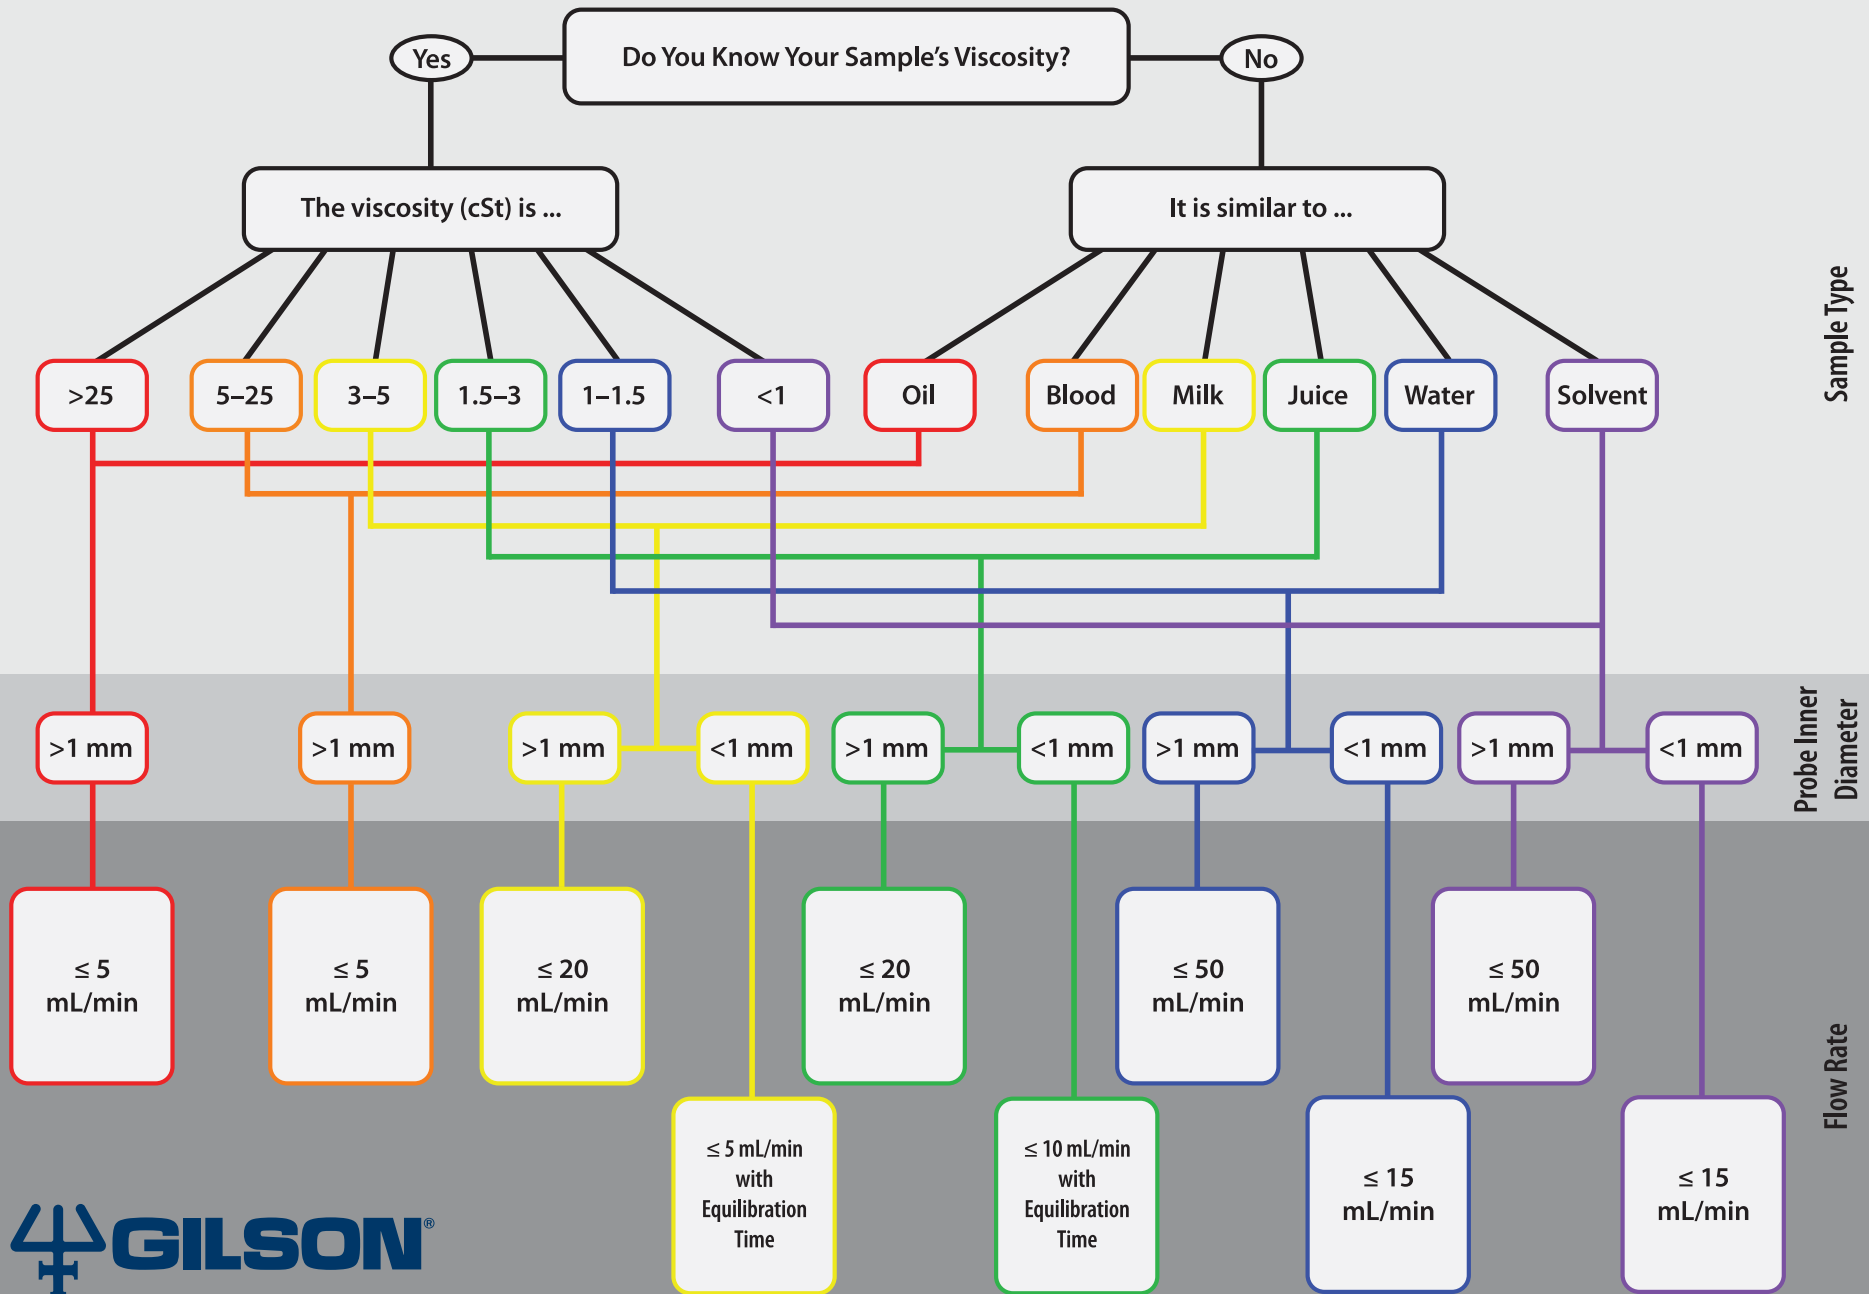 Do You Know Your Sample's Viscosity?
Yes
No
The viscosity (cSt) is ...
It is similar to ...
>25
5–25
3–5
1.5–3
1–1.5
<1
Oil
Blood
Milk
Juice
Water
Solvent
Sample Type
>1 mm
>1 mm
>1 mm
<1 mm
>1 mm
<1 mm
>1 mm
<1 mm
>1 mm
<1 mm
Probe Inner
Diameter
≤ 5
mL/min
≤ 5
mL/min
≤ 20
mL/min
≤ 20
mL/min
≤ 50
mL/min
≤ 50
mL/min
Flow Rate
≤ 5 mL/min
with
Equilibration
Time
≤ 10 mL/min
with
Equilibration
Time
≤ 15
mL/min
≤ 15
mL/min
GILSON®